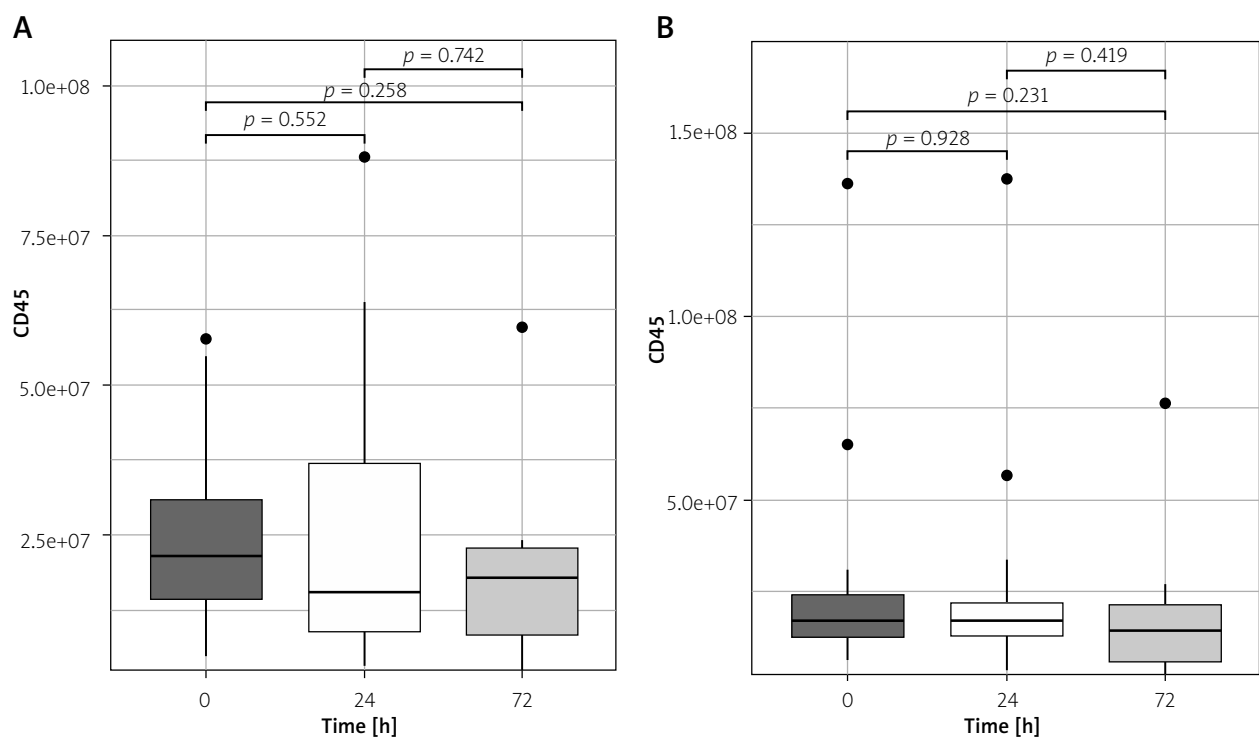 A
p = 0.742
1.0e+08
p = 0.258
p = 0.552
7.5e+07
CD45
5.0e+07
2.5e+07
0 24 72
Time [h]
B
p = 0.419
p = 0.231
1.5e+08
p = 0.928
1.0e+08
CD45
5.0e+07
0 24 72
Time [h]